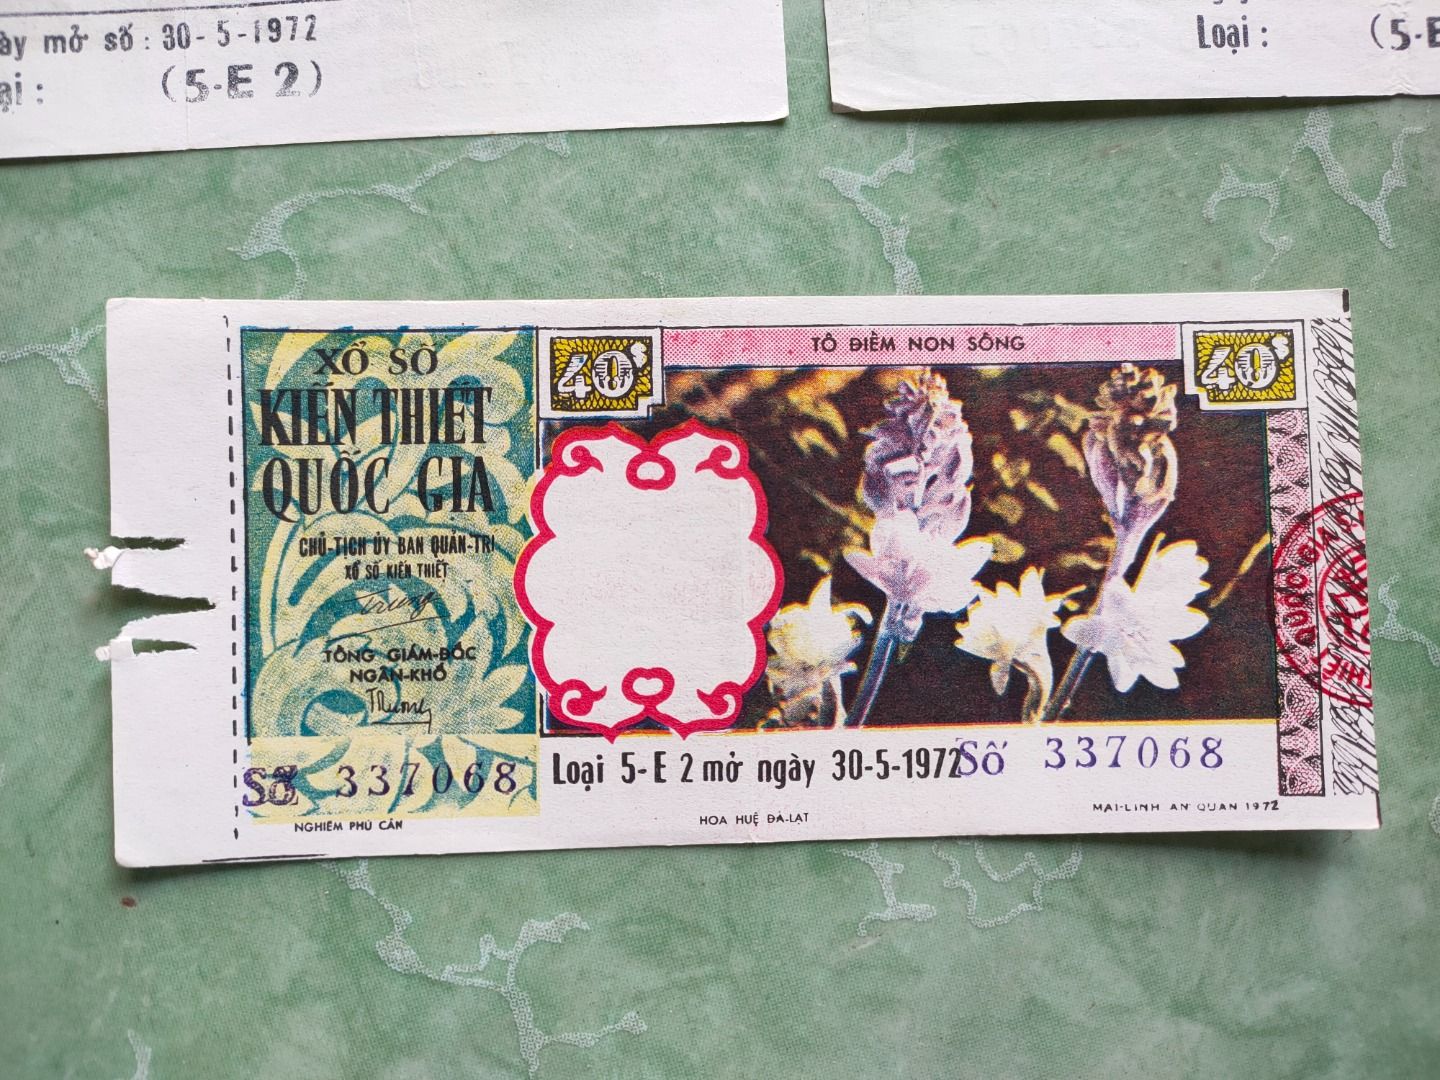 ày mở số : 30-5-1972
ại : (5-E 2)
Loại : (5-E
XỔ SỐ
KIẾN THIẾT
QUỐC GIA
CHỦ-TỊCH ỦY BAN QUẢN-TRỊ
XỔ SỐ KIẾN THIẾT
TỔNG GIÁM-ĐỐC
NGÂN-KHỐ
Số 337068
NGHIÊM PHÚ CẦN
40$
TÔ ĐIỂM NON SÔNG
40$
Loại 5-E 2 mở ngày 30-5-1972 Số 337068
HOA HUỆ ĐÀ-LẠT
MAI-LINH AN QUAN 1972